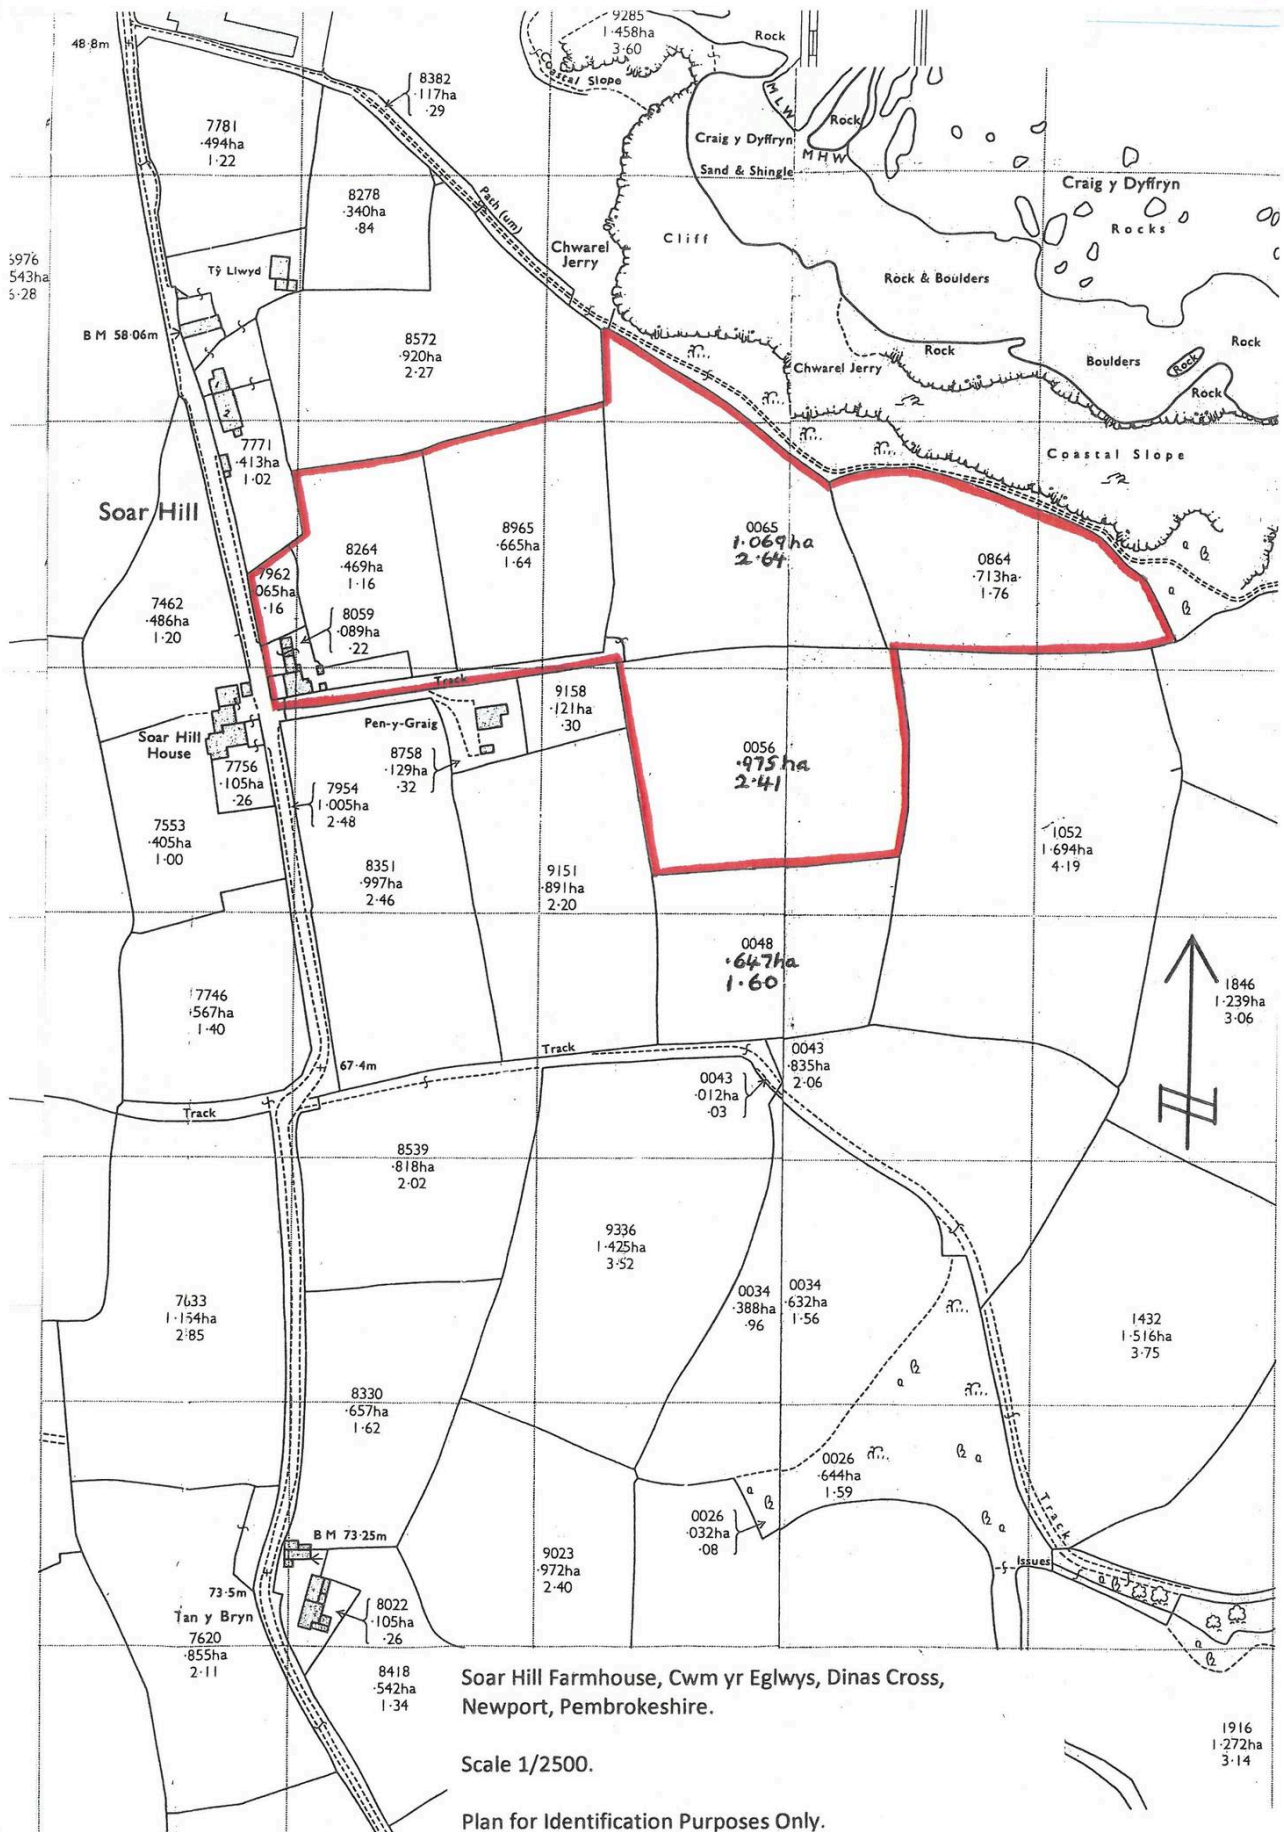 48·8m
9285
1·458ha
3·60
Rock
Coastal Slope
8382
·117ha
·29
MLW
Rock
MHW
Craig y Dyffryn
Sand & Shingle
Craig y Dyffryn
Rocks
7781
·494ha
1·22
8278
·340ha
·84
Path (um)
Chwarel
Jerry
Cliff
Rock & Boulders
543ha
Tŷ Llwyd
B M 58·06m
8572
·920ha
2·27
Rock
Boulders
Rock
Rock
Rock
Chwarel Jerry
Coastal Slope
1
2
7771
·413ha
1·02
Soar Hill
8965
·665ha
1·64
0065
1.069ha
2.64
8264
·469ha
1·16
0864
·713ha·
1·76
7962
·065ha
·16
7462
·486ha
1·20
8059
·089ha
·22
Track
9158
·121ha
·30
Pen-y-Graig
Soar Hill
House
7756
·105ha
·26
8758
·129ha
·32
0056
·975ha
2·41
7954
1·005ha
2·48
7553
·405ha
1·00
1052
1·694ha
4·19
8351
·997ha
2·46
9151
·891ha
2·20
0048
·647ha
1·60
7746
·567ha
1·40
1846
1·239ha
3·06
67·4m
Track
Track
0043
·835ha
2·06
0043
·012ha
·03
8539
·818ha
2·02
9336
1·425ha
3·52
0034
·388ha
·96
0034
·632ha
1·56
7633
1·154ha
2·85
1432
1·516ha
3·75
8330
·657ha
1·62
0026
·644ha
1·59
0026
·032ha
·08
Track
Issues
B M 73·25m
9023
·972ha
2·40
73·5m
Tan y Bryn
7620
·855ha
2·11
8022
·105ha
·26
8418
·542ha
1·34
Soar Hill Farmhouse, Cwm yr Eglwys, Dinas Cross,
Newport, Pembrokeshire.
Scale 1/2500.
Plan for Identification Purposes Only.
1916
1·272ha
3·14